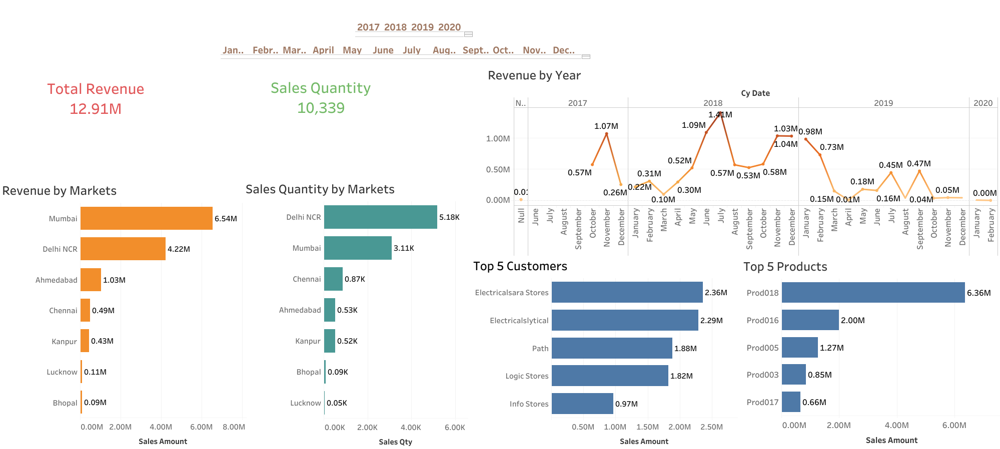 2017 2018 2019 2020
Jan.. Febr.. Mar.. April May June July Aug.. Sept.. Oct.. Nov.. Dec..
Total Revenue
12.91M
Sales Quantity
10,339
Revenue by Year
Cy Date
N.. 2017 2018 2019 2020
1.00M
0.50M
0.00M
0.01
0.57M 1.07M 0.26M
0.22M 0.31M 0.10M 0.30M 0.52M 1.09M 1.41M 0.57M 0.53M 0.58M 1.04M 1.03M
0.98M 0.73M 0.15M 0.01M 0.18M 0.16M 0.45M 0.47M 0.04M 0.05M
0.00M
Null June July August September October November December January February March April May June July August September October November December January February March April May June July August September October November December January February
Revenue by Markets
Mumbai 6.54M
Delhi NCR 4.22M
Ahmedabad 1.03M
Chennai 0.49M
Kanpur 0.43M
Lucknow 0.11M
Bhopal 0.09M
0.00M 2.00M 4.00M 6.00M 8.00M
Sales Amount
Sales Quantity by Markets
Delhi NCR 5.18K
Mumbai 3.11K
Chennai 0.87K
Ahmedabad 0.53K
Kanpur 0.52K
Bhopal 0.09K
Lucknow 0.05K
0.00K 2.00K 4.00K 6.00K
Sales Qty
Top 5 Customers
Electricalsara Stores 2.36M
Electricalslytical 2.29M
Path 1.88M
Logic Stores 1.82M
Info Stores 0.97M
0.50M 1.00M 1.50M 2.00M 2.50M
Sales Amount
Top 5 Products
Prod018 6.36M
Prod016 2.00M
Prod005 1.27M
Prod003 0.85M
Prod017 0.66M
0.00M 2.00M 4.00M 6.00M
Sales Amount